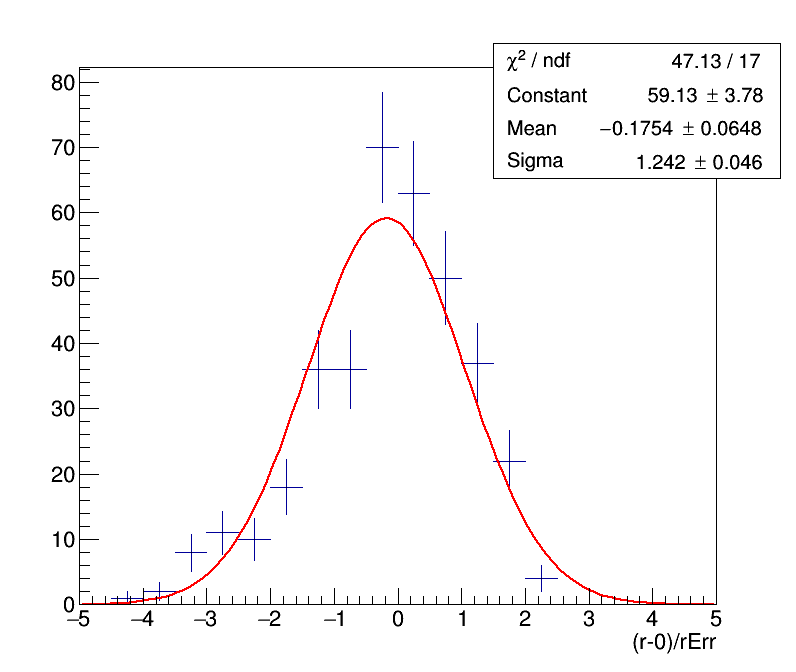 χ² / ndf 47.13 / 17
Constant 59.13 ± 3.78
Mean −0.1754 ± 0.0648
Sigma 1.242 ± 0.046
80
70
60
50
40
30
20
10
0
−5 −4 −3 −2 −1 0 1 2 3 4 5
(r-0)/rErr